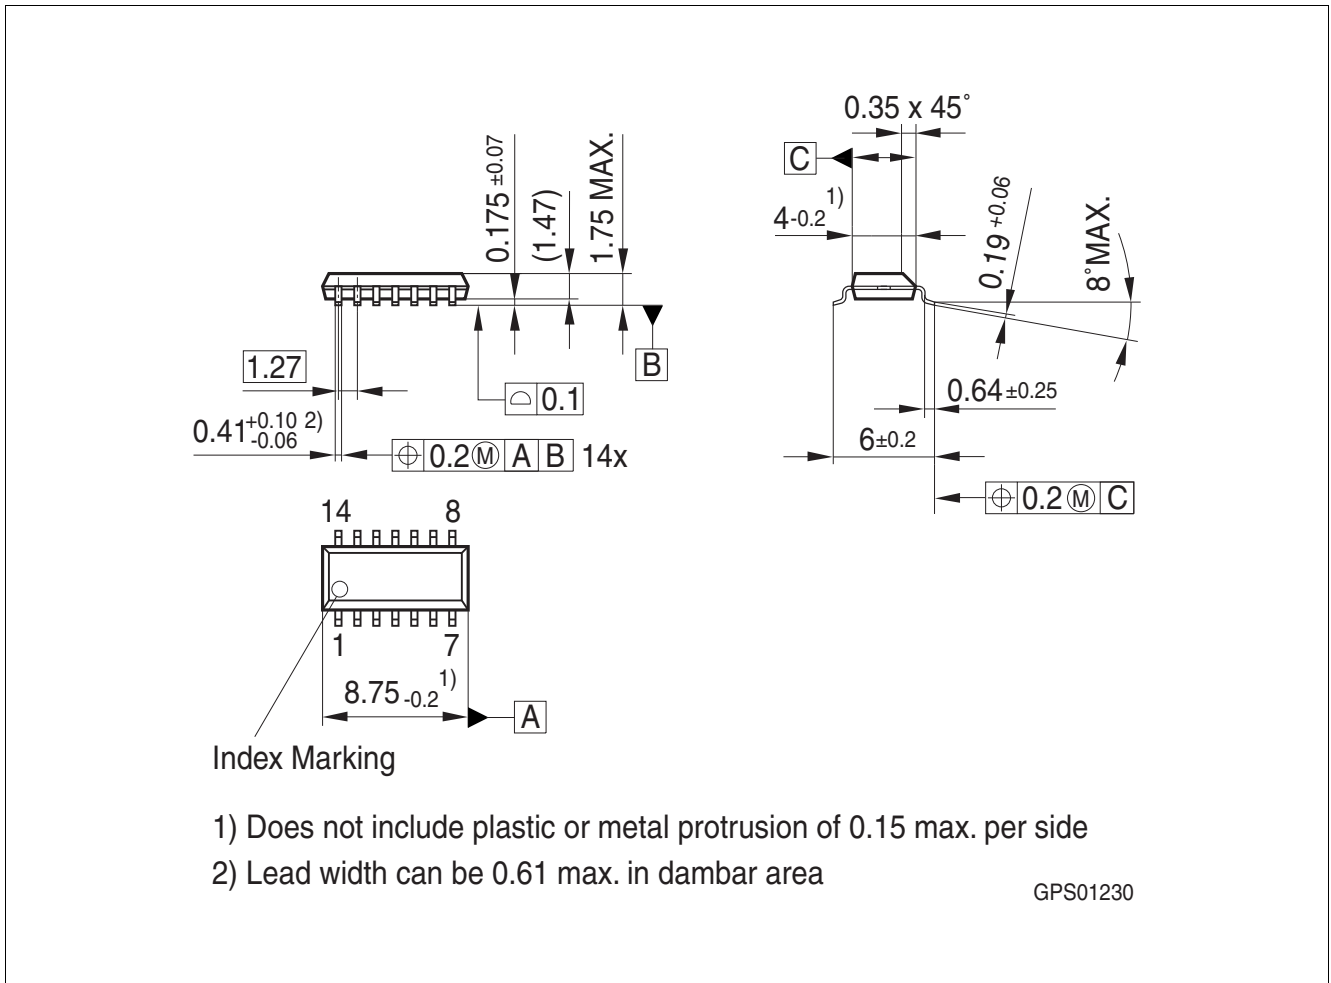 0.175 ±0.07
(1.47)
1.75 MAX.
B
1.27
⌓ 0.1
0.41 +0.10 -0.06 2)
⌖ 0.2 Ⓜ A B 14x
0.35 x 45°
C
4 -0.2 1)
0.19 +0.06
8° MAX.
0.64 ±0.25
6 ±0.2
⌖ 0.2 Ⓜ C
14 8
1 7
8.75 -0.2 1)
A
Index Marking
1) Does not include plastic or metal protrusion of 0.15 max. per side
2) Lead width can be 0.61 max. in dambar area
GPS01230